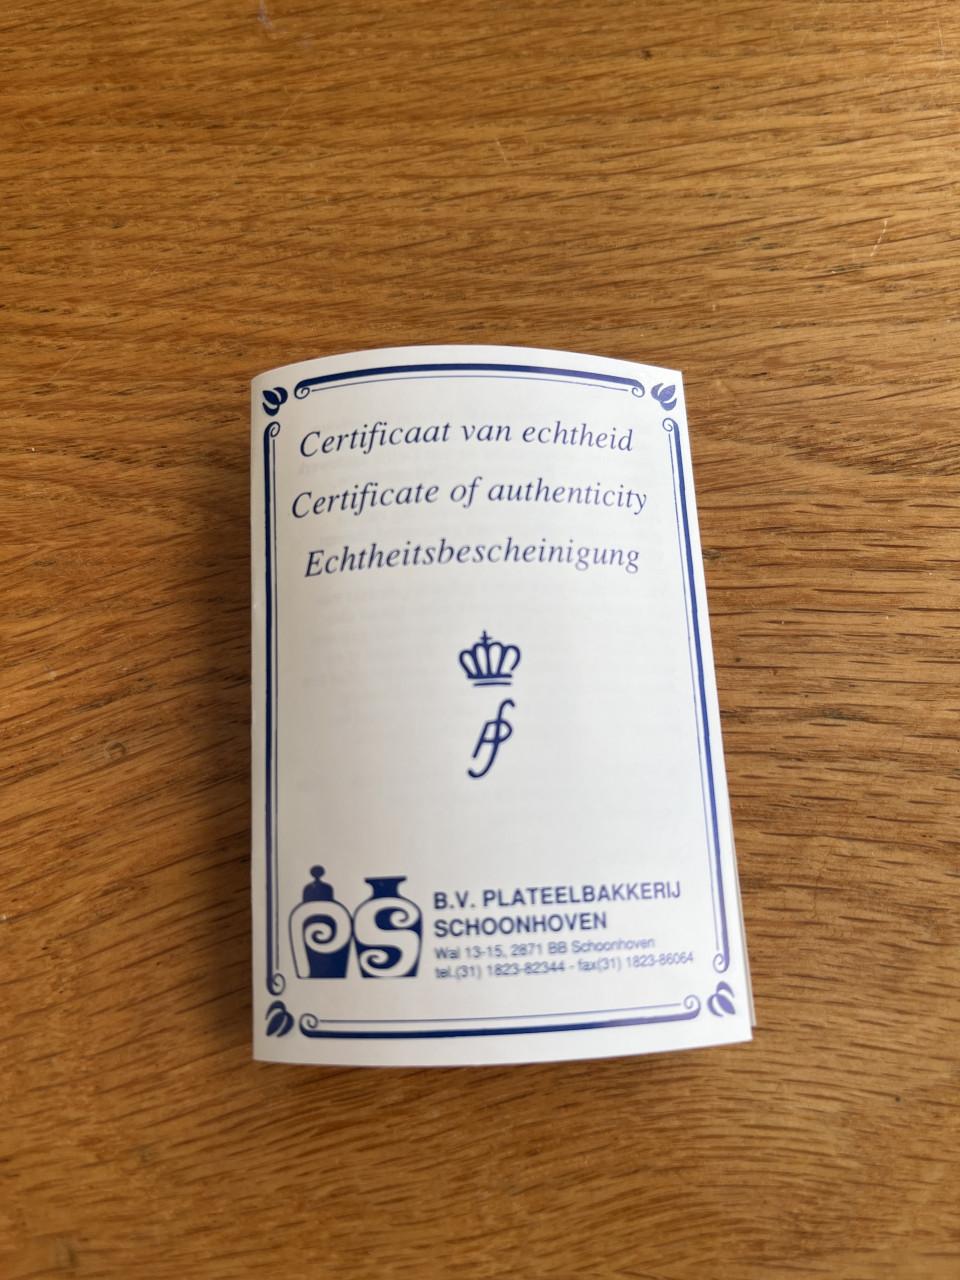 Certificaat van echtheid
Certificate of authenticity
Echtheitsbescheinigung
PS
B.V. PLATEELBAKKERIJ
SCHOONHOVEN
Wal 13-15, 2871 BB Schoonhoven
tel.(31) 1823-82344 - fax(31) 1823-86064